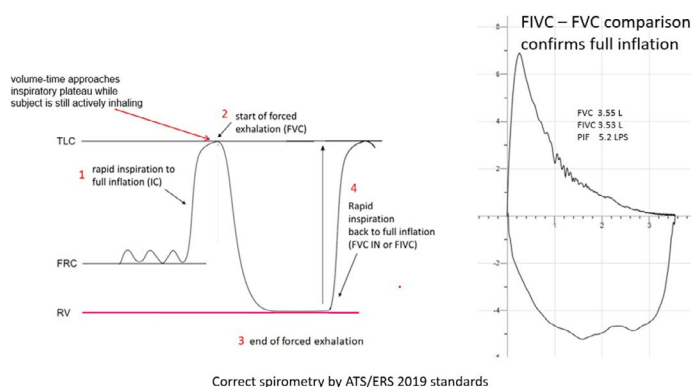 FIVC – FVC comparison
confirms full inflation
volume-time approaches
inspiratory plateau while
subject is still actively inhaling
2 start of forced
exhalation (FVC)
TLC
1 rapid inspiration to
full inflation (IC)
4
Rapid
inspiration
back to full inflation
(FVC IN or FIVC)
FRC
RV
3 end of forced exhalation
8
6
4
2
-2
-4
-6
1
2
3
FVC 3.55 L
FIVC 3.53 L
PIF 5.2 LPS
Correct spirometry by ATS/ERS 2019 standards